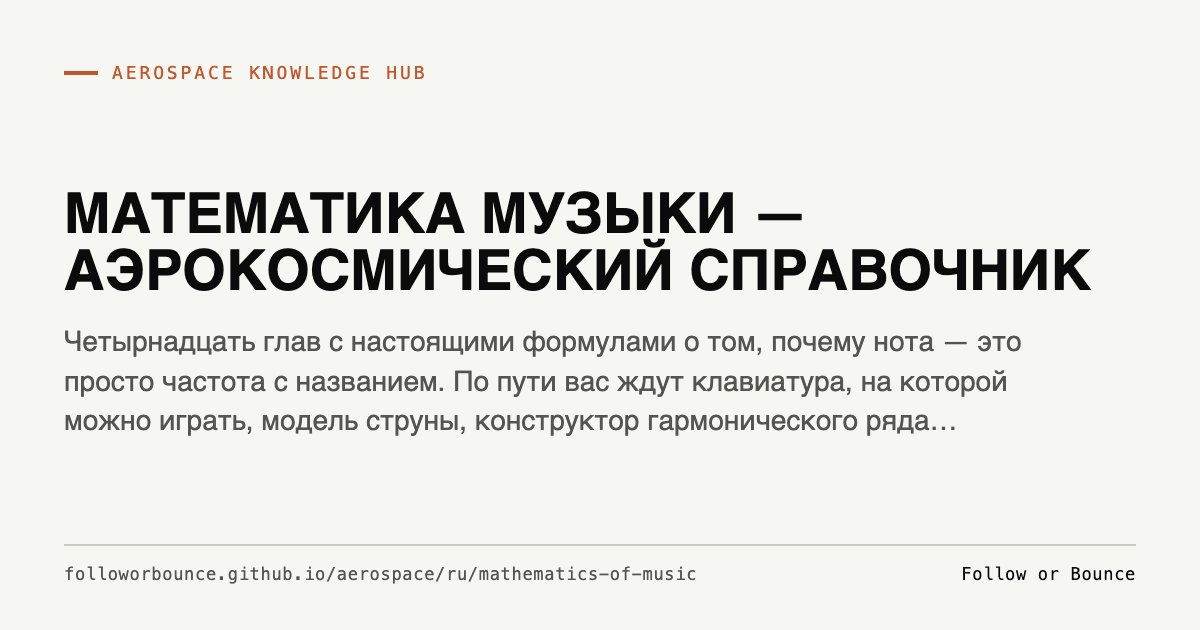 AEROSPACE KNOWLEDGE HUB
МАТЕМАТИКА МУЗЫКИ —
АЭРОКОСМИЧЕСКИЙ СПРАВОЧНИК
Четырнадцать глав с настоящими формулами о том, почему нота — это
просто частота с названием. По пути вас ждут клавиатура, на которой
можно играть, модель струны, конструктор гармонического ряда…
followorbounce.github.io/aerospace/ru/mathematics-of-music
Follow or Bounce